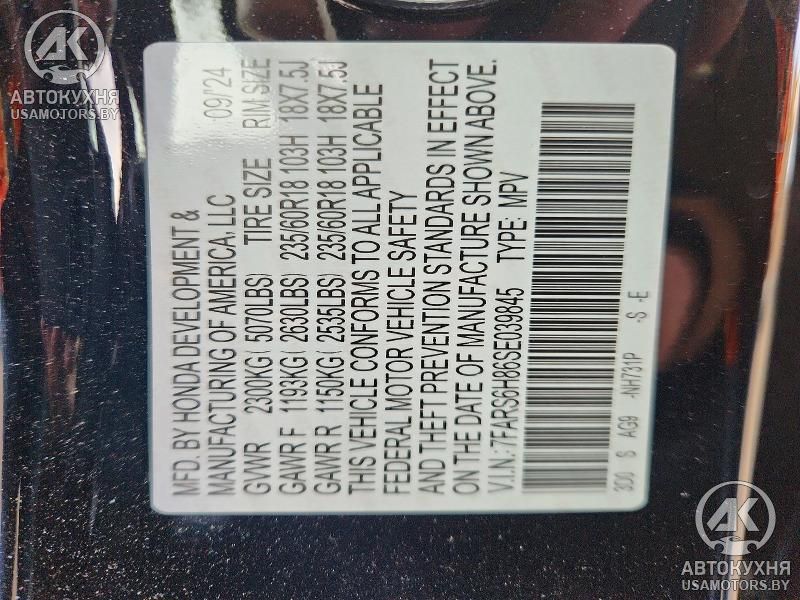 MFD. BY HONDA DEVELOPMENT & 09/'24
MANUFACTURING OF AMERICA, LLC
GVWR 2300KG ( 5070LBS) TIRE SIZE RIM SIZE
GAWR F 1193KG ( 2630LBS) 235/60R18 103H 18X7.5J
GAWR R 1150KG ( 2535LBS) 235/60R18 103H 18X7.5J
THIS VEHICLE CONFORMS TO ALL APPLICABLE
FEDERAL MOTOR VEHICLE SAFETY
AND THEFT PREVENTION STANDARDS IN EFFECT
ON THE DATE OF MANUFACTURE SHOWN ABOVE.
V.I.N.: 7FARS6H86SE039845 TYPE: MPV
300 S AG9 -NH731P -S -E
AK
АВТОКУХНЯ
USAMOTORS.BY
AK
АВТОКУХНЯ
USAMOTORS.BY